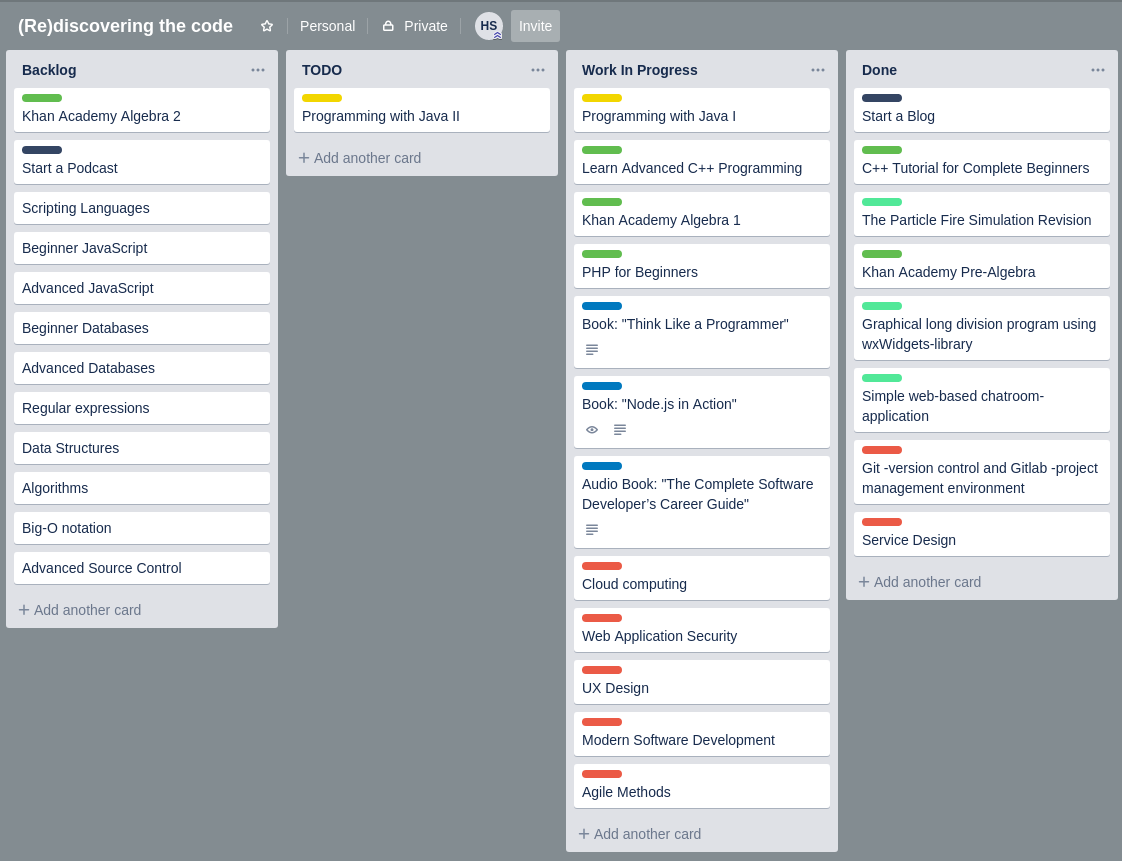 (Re)discovering the code
Personal
Private
HS
Invite
Backlog
Khan Academy Algebra 2
Start a Podcast
Scripting Languages
Beginner JavaScript
Advanced JavaScript
Beginner Databases
Advanced Databases
Regular expressions
Data Structures
Algorithms
Big-O notation
Advanced Source Control
Add another card
TODO
Programming with Java II
Add another card
Work In Progress
Programming with Java I
Learn Advanced C++ Programming
Khan Academy Algebra 1
PHP for Beginners
Book: "Think Like a Programmer"
Book: "Node.js in Action"
Audio Book: "The Complete Software
Developer’s Career Guide"
Cloud computing
Web Application Security
UX Design
Modern Software Development
Agile Methods
Add another card
Done
Start a Blog
C++ Tutorial for Complete Beginners
The Particle Fire Simulation Revision
Khan Academy Pre-Algebra
Graphical long division program using
wxWidgets-library
Simple web-based chatroom-
application
Git -version control and Gitlab -project
management environment
Service Design
Add another card